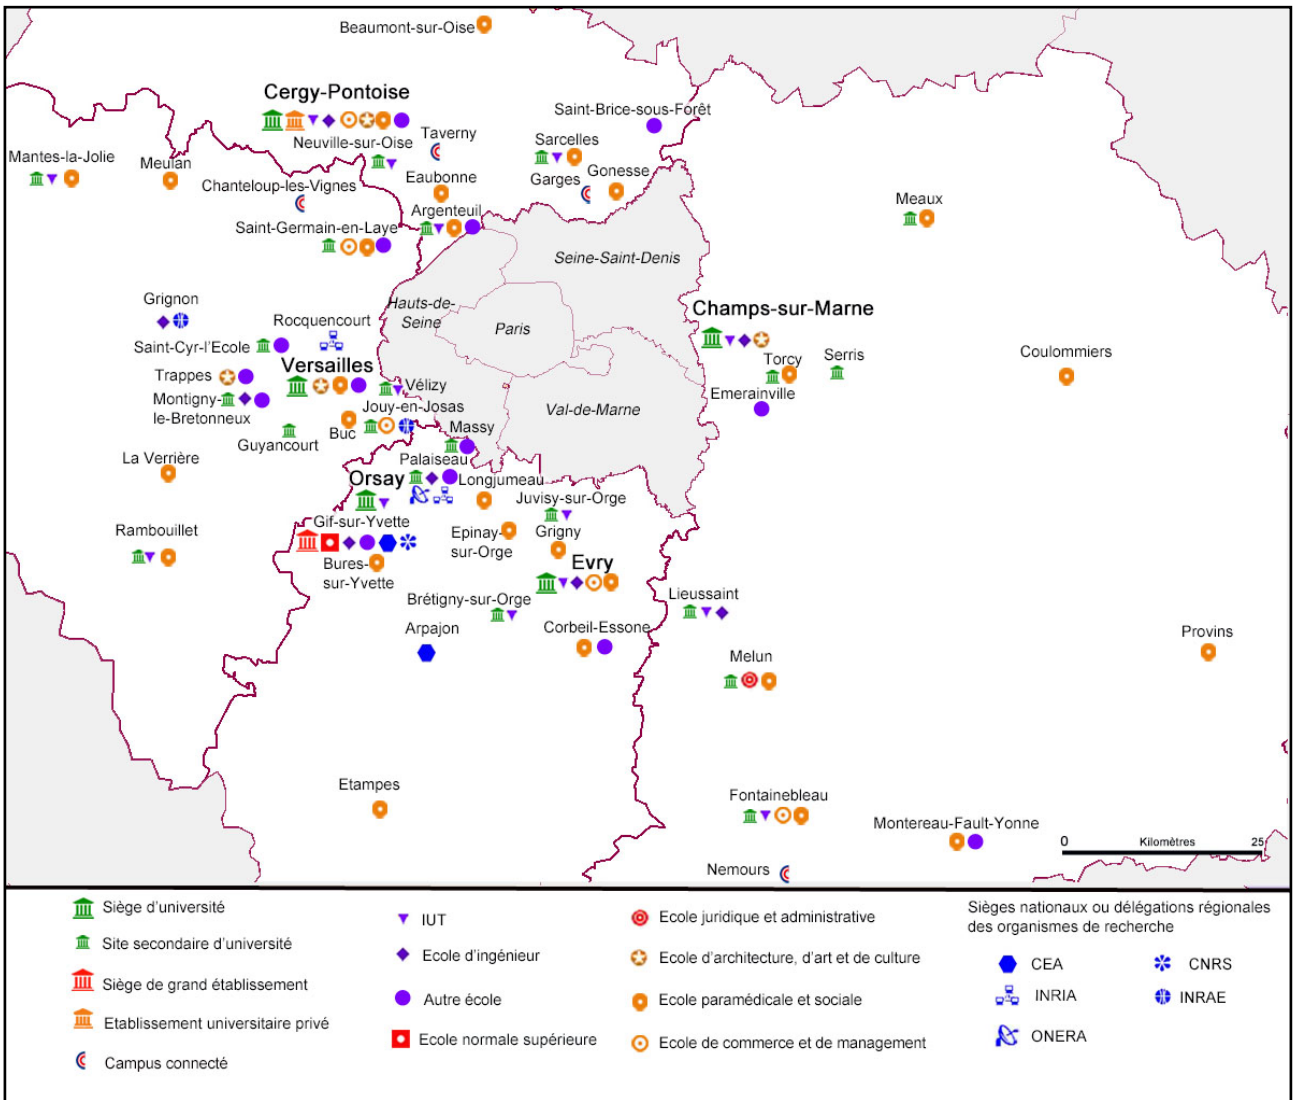 Beaumont-sur-Oise
Cergy-Pontoise
Saint-Brice-sous-Forêt
Taverny
Neuville-sur-Oise
Sarcelles
Mantes-la-Jolie
Meulan
Eaubonne
Garges
Gonesse
Chanteloup-les-Vignes
Meaux
Argenteuil
Saint-Germain-en-Laye
Seine-Saint-Denis
Grignon
Hauts-de-
Seine
Paris
Champs-sur-Marne
Rocquencourt
Saint-Cyr-l'Ecole
Versailles
Torcy
Serris
Coulommiers
Trappes
Vélizy
Emerainville
Montigny-
le-Bretonneux
Jouy-en-Josas
Val-de-Marne
Guyancourt
Buc
Massy
La Verrière
Palaiseau
Orsay
Longjumeau
Juvisy-sur-Orge
Gif-sur-Yvette
Rambouillet
Epinay-
sur-Orge
Grigny
Bures-
sur-Yvette
Evry
Brétigny-sur-Orge
Lieussaint
Arpajon
Corbeil-Essone
Provins
Melun
Etampes
Fontainebleau
Montereau-Fault-Yonne
0 Kilomètres 25
Nemours
Siège d'université
Site secondaire d'université
Siège de grand établissement
Etablissement universitaire privé
Campus connecté
IUT
Ecole d'ingénieur
Autre école
Ecole normale supérieure
Ecole juridique et administrative
Ecole d'architecture, d'art et de culture
Ecole paramédicale et sociale
Ecole de commerce et de management
Sièges nationaux ou délégations régionales
des organismes de recherche
CEA
CNRS
INRIA
INRAE
ONERA